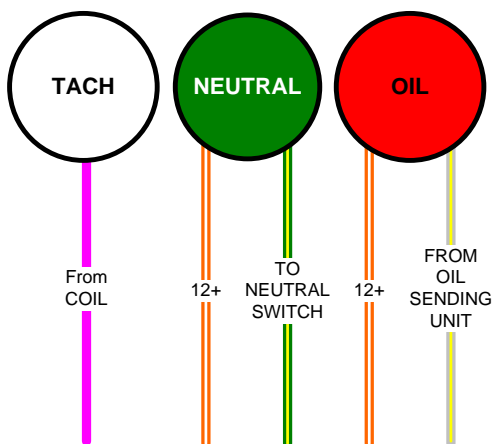 TACH
NEUTRAL
OIL
From
COIL
12+
TO
NEUTRAL
SWITCH
12+
FROM
OIL
SENDING
UNIT